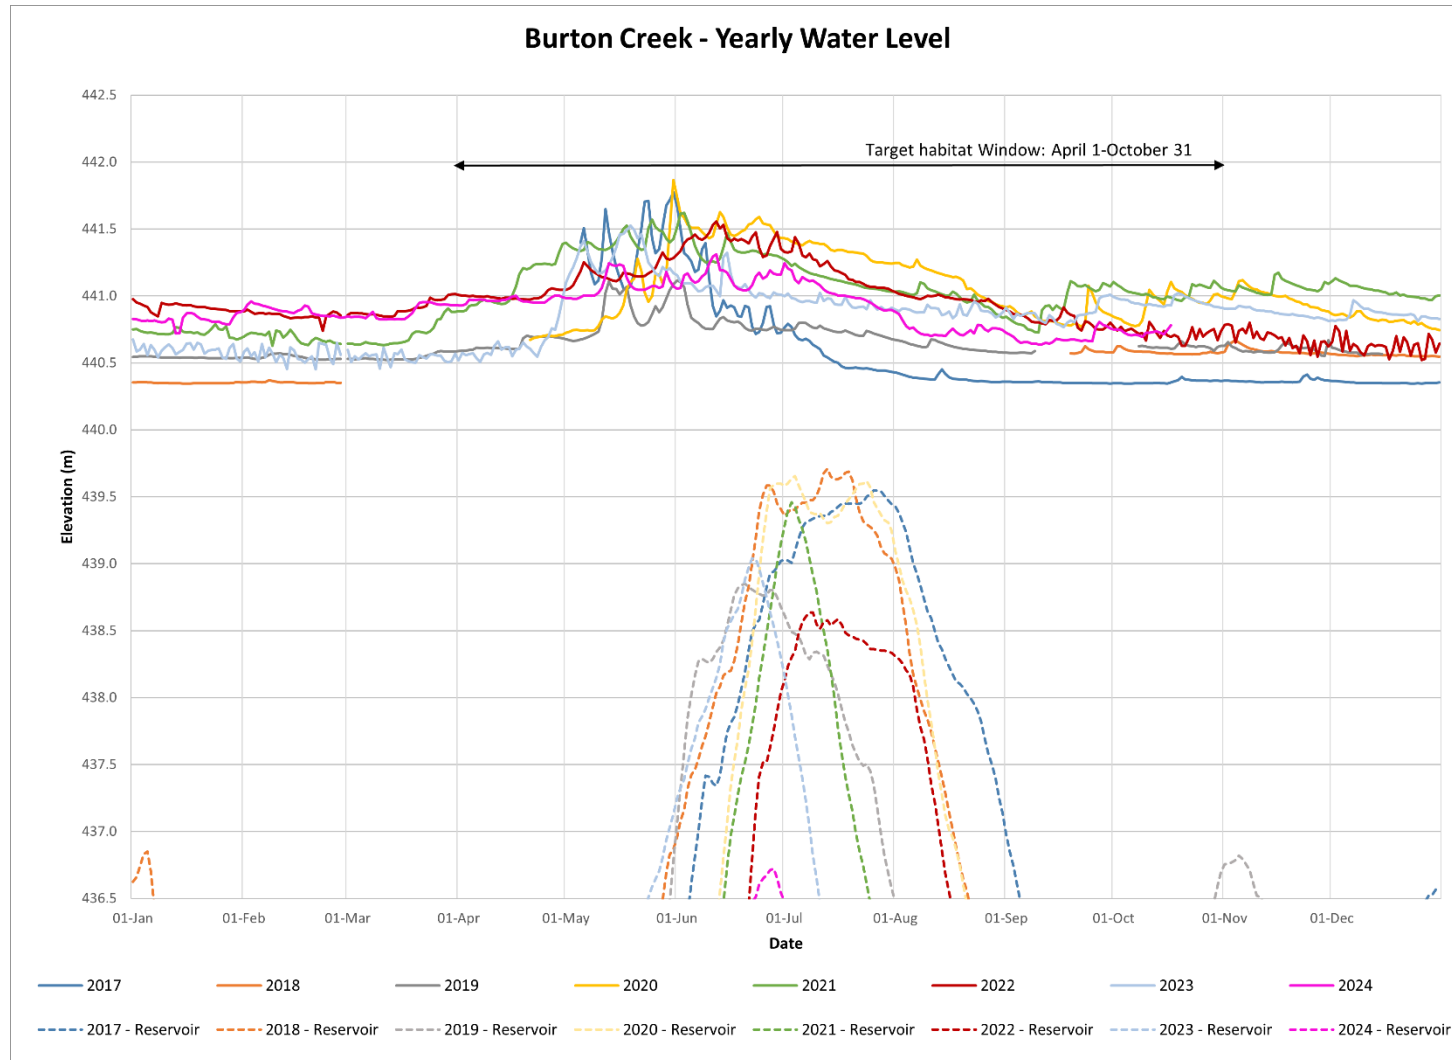 Burton Creek - Yearly Water Level
442.5
442.0
Target habitat Window: April 1-October 31
441.5
441.0
440.5
440.0
439.5
439.0
438.5
438.0
437.5
437.0
436.5
Elevation (m)
01-Jan 01-Feb 01-Mar 01-Apr 01-May 01-Jun 01-Jul 01-Aug 01-Sep 01-Oct 01-Nov 01-Dec
Date
2017 2018 2019 2020 2021 2022 2023 2024
2017 - Reservoir 2018 - Reservoir 2019 - Reservoir 2020 - Reservoir 2021 - Reservoir 2022 - Reservoir 2023 - Reservoir 2024 - Reservoir